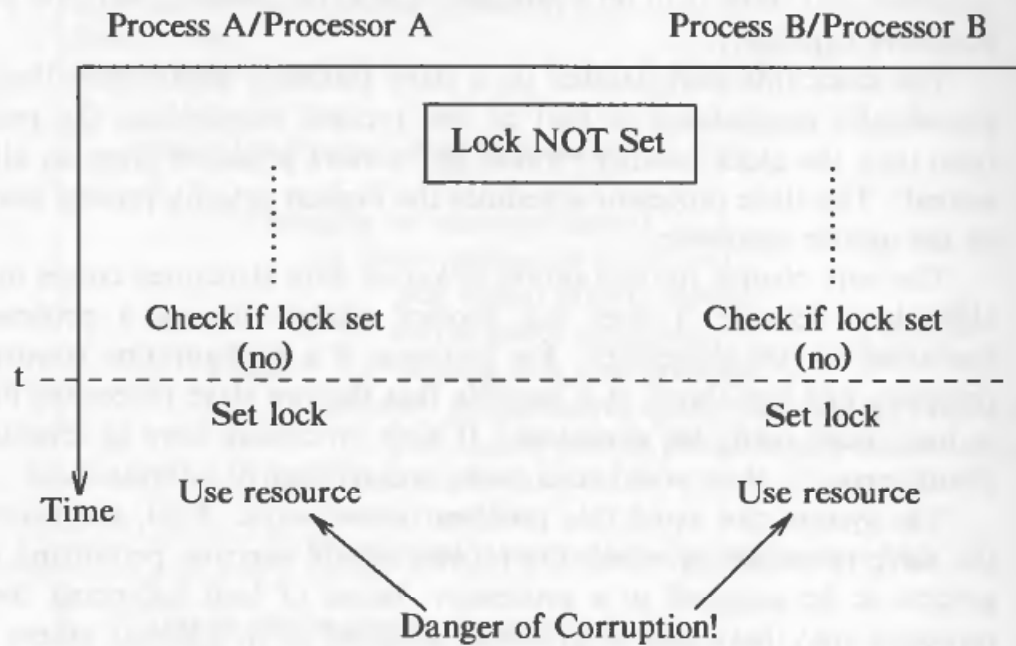 Process A/Processor A Process B/Processor B
Lock NOT Set
Check if lock set Check if lock set
(no) (no)
t
Set lock Set lock
Time Use resource Use resource
Danger of Corruption!